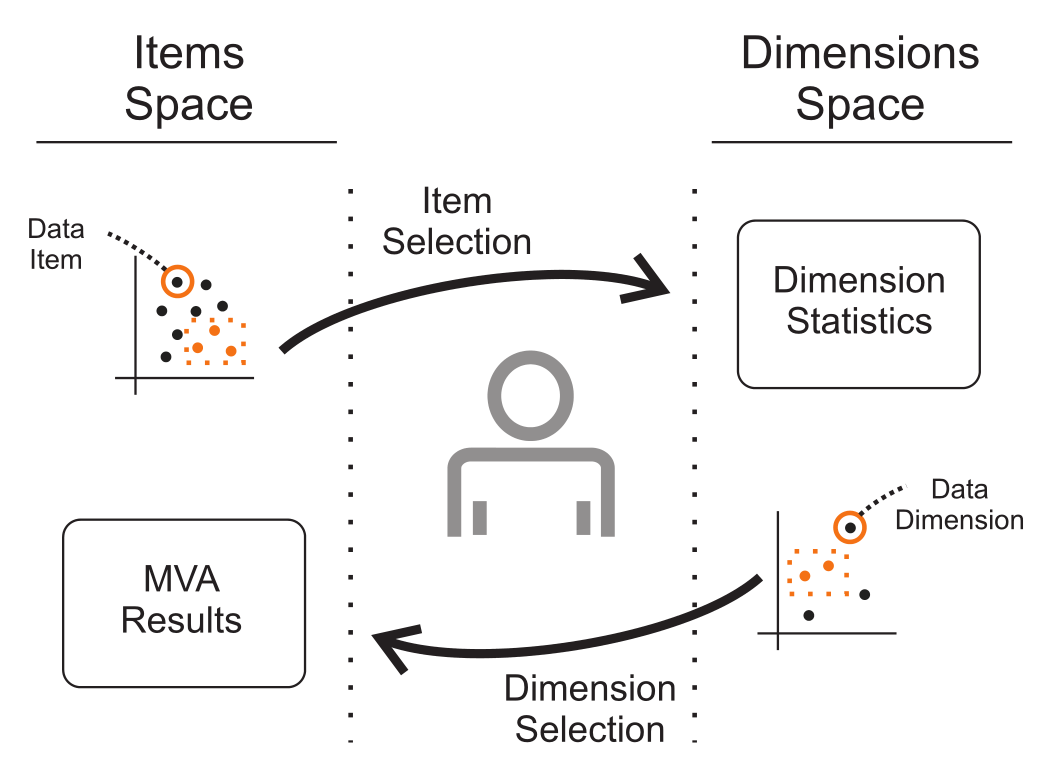 Items
Space
Dimensions
Space
Data
Item
Item
Selection
Dimension
Statistics
MVA
Results
Data
Dimension
Dimension
Selection